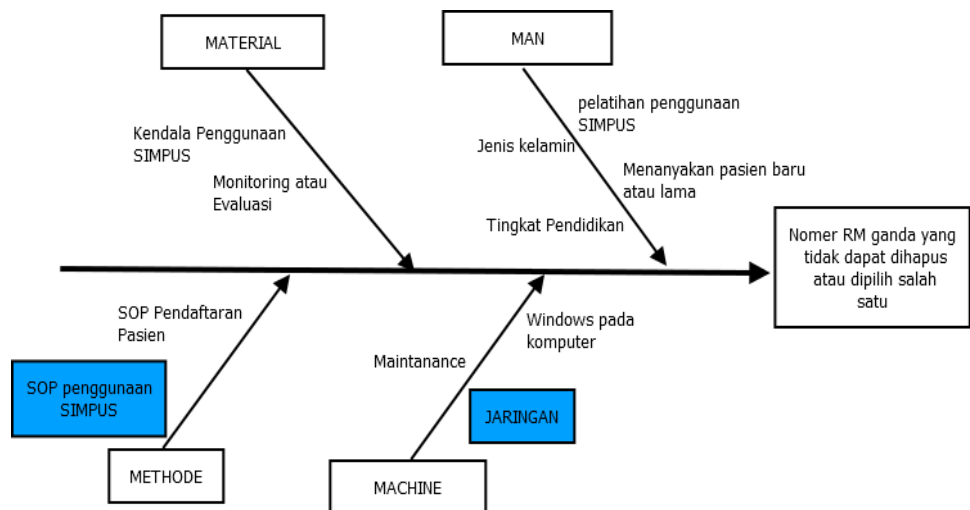 MATERIAL
MAN
pelatihan penggunaan
SIMPUS
Kendala Penggunaan
SIMPUS
Jenis kelamin
Menanyakan pasien baru
atau lama
Monitoring atau
Evaluasi
Tingkat Pendidikan
Nomer RM ganda yang
tidak dapat dihapus
atau dipilih salah
satu
SOP Pendaftaran
Pasien
Windows pada
komputer
Maintanance
SOP penggunaan
SIMPUS
JARINGAN
METHODE
MACHINE